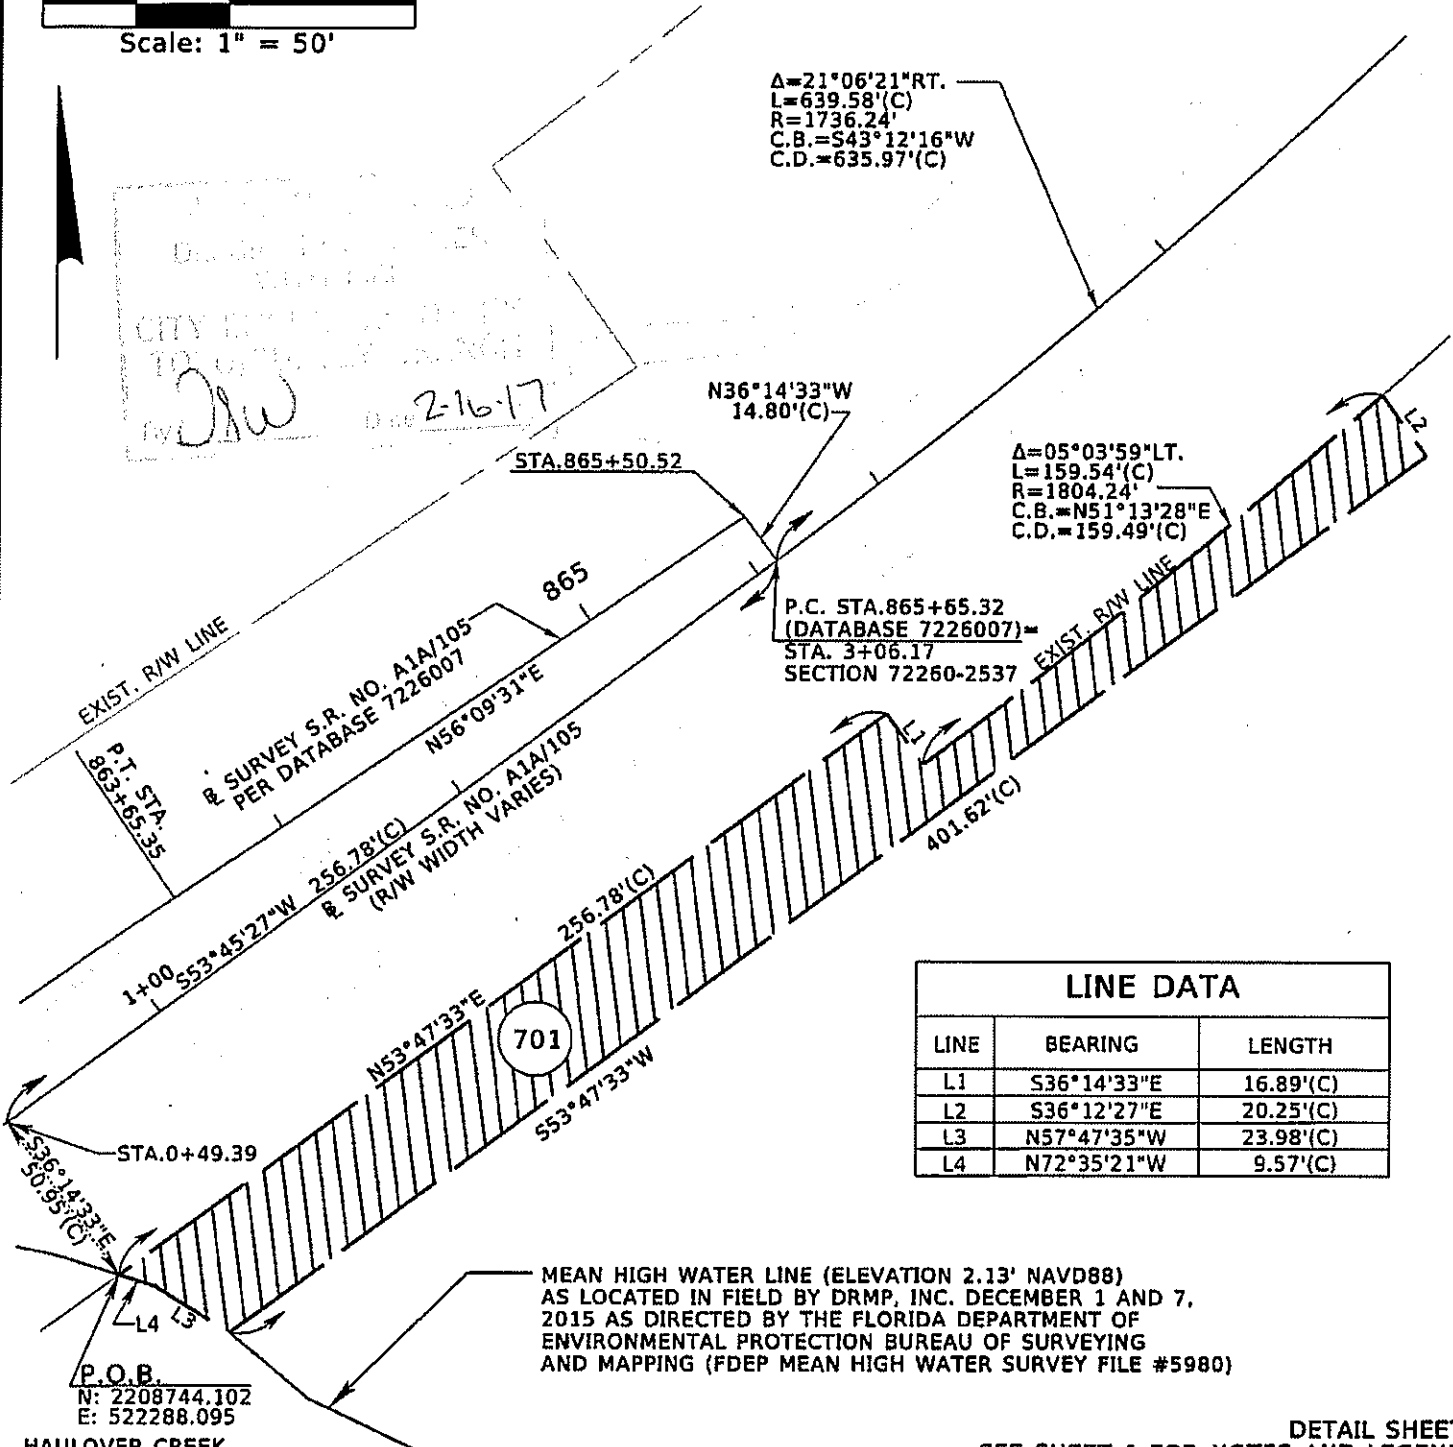 Scale: 1" = 50'
Δ=21°06'21"RT.
L=639.58'(C)
R=1736.24'
C.B.=S43°12'16"W
C.D.=635.97'(C)
CITY
2-16-17
N36°14'33"W
14.80'(C)
STA.865+50.52
Δ=05°03'59"LT.
L=159.54'(C)
R=1804.24'
C.B.=N51°13'28"E
C.D.=159.49'(C)
L2
865
P.C. STA.865+65.32
(DATABASE 7226007)=
STA. 3+06.17
SECTION 72260-2537
EXIST. R/W LINE
EXIST. R/W LINE
℄ SURVEY S.R. NO. A1A/105
PER DATABASE 7226007
N56°09'31"E
P.T. STA.
863+65.35
L1
401.62'(C)
1+00
S53°45'27"W 256.78'(C)
℄ SURVEY S.R. NO. A1A/105
(R/W WIDTH VARIES)
256.78'(C)
N53°47'33"E
701
S53°47'33"W
LINE DATA
LINE BEARING LENGTH
L1 S36°14'33"E 16.89'(C)
L2 S36°12'27"E 20.25'(C)
L3 N57°47'35"W 23.98'(C)
L4 N72°35'21"W 9.57'(C)
STA.0+49.39
S36°14'33"E
50.95'(C)
L4
L3
P.O.B.
N: 2208744.102
E: 522288.095
MEAN HIGH WATER LINE (ELEVATION 2.13' NAVD88)
AS LOCATED IN FIELD BY DRMP, INC. DECEMBER 1 AND 7,
2015 AS DIRECTED BY THE FLORIDA DEPARTMENT OF
ENVIRONMENTAL PROTECTION BUREAU OF SURVEYING
AND MAPPING (FDEP MEAN HIGH WATER SURVEY FILE #5980)
HAULOVER CREEK
DETAIL SHEET